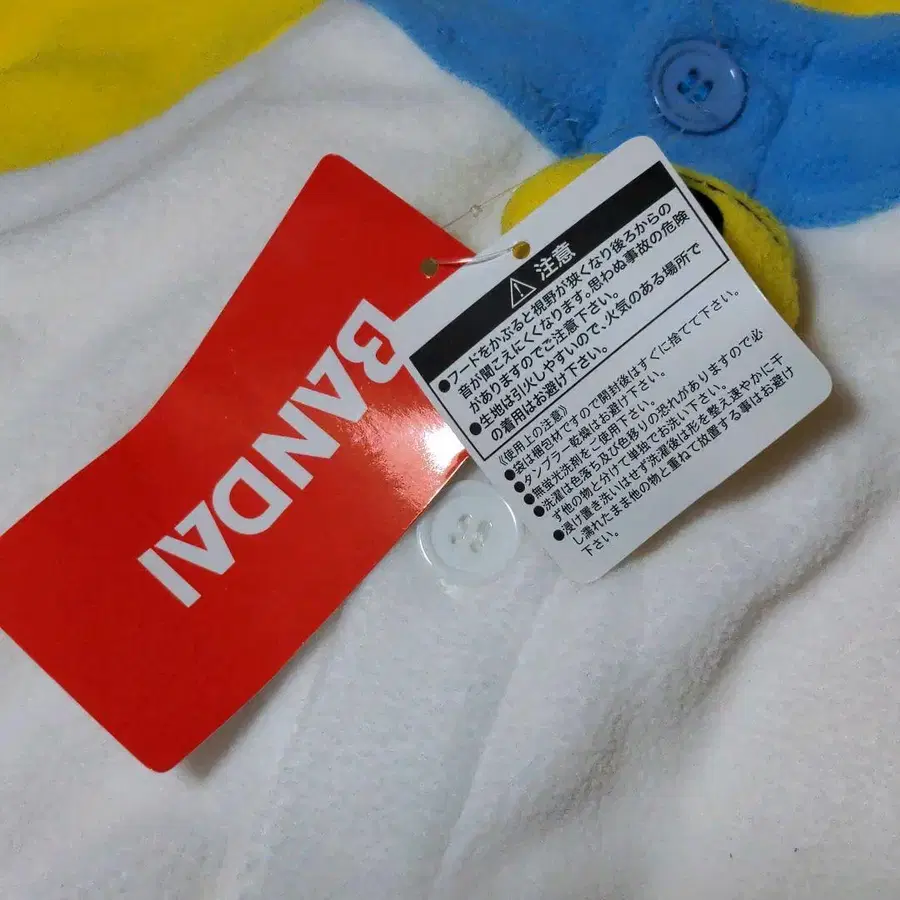 BANDAI
注意
●フードをかぶると視野が狭くなり後ろからの
音が聞こえにくくなります。思わぬ事故の危険
がありますのでご注意下さい。
●生地は引火しやすいので、火気のある場所で
の着用はお避け下さい。
《使用上の注意》
●袋は梱包材ですので開封後はすぐに捨てて下さい。
●タンブラー乾燥はお避け下さい。
●無蛍光洗剤をご使用下さい。
●洗濯は色落ち及び色移りの恐れがありますので必
ず他の物と分けて単独でお洗い下さい。
●浸け置き洗いはせず洗濯後は形を整え速やかに干
し濡れたまま他の物と重ねて放置する事はお避け
下さい。